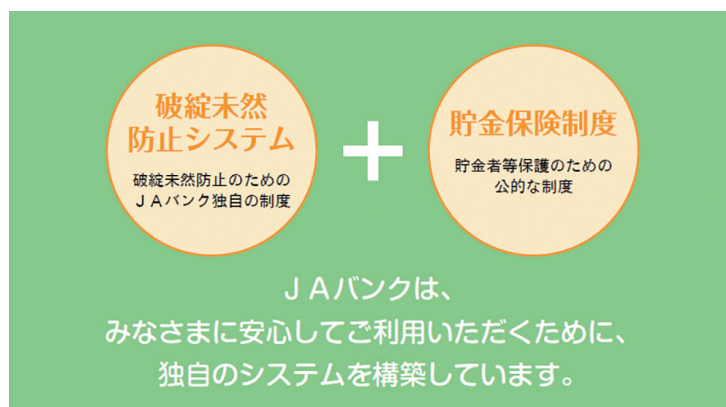 破綻未然
防止システム
破綻未然防止のための
ＪＡバンク独自の制度
＋
貯金保険制度
貯金者等保護のための
公的な制度
ＪＡバンクは、
みなさまに安心してご利用いただくために、
独自のシステムを構築しています。